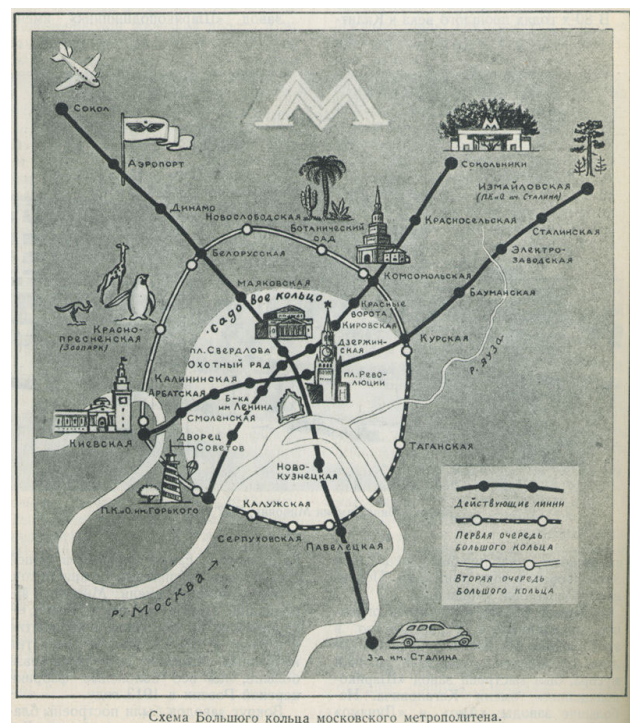 М
Сокол
Аэропорт
Динамо
Новослободская
Ботанический
сад
Белорусская
Маяковская
садовое кольцо
Сокольники
Измайловская
(П.К.и О. им. Сталина)
Красносельская
Сталинская
Электро-
заводская
Комсомольская
Бауманская
Красные
ворота
Кировская
Дзержин-
ская
Курская
р. Яуза
Красно-
пресненская
(Зоопарк)
пл. Свердлова
Охотный ряд
пл. Рево-
люции
Калининская
Арбатская
Б-ка
им Ленина
Смоленская
Киевская
Дворец
Советов
Таганская
Ново-
кузнецкая
П.К.иО. им. Горького
Калужская
Серпуховская
Павелецкая
р. Москва →
З-д им. Сталина
Действующие линии
Первая очередь
большого кольца
Вторая очередь
большого кольца
Схема Большого кольца московского метрополитена.